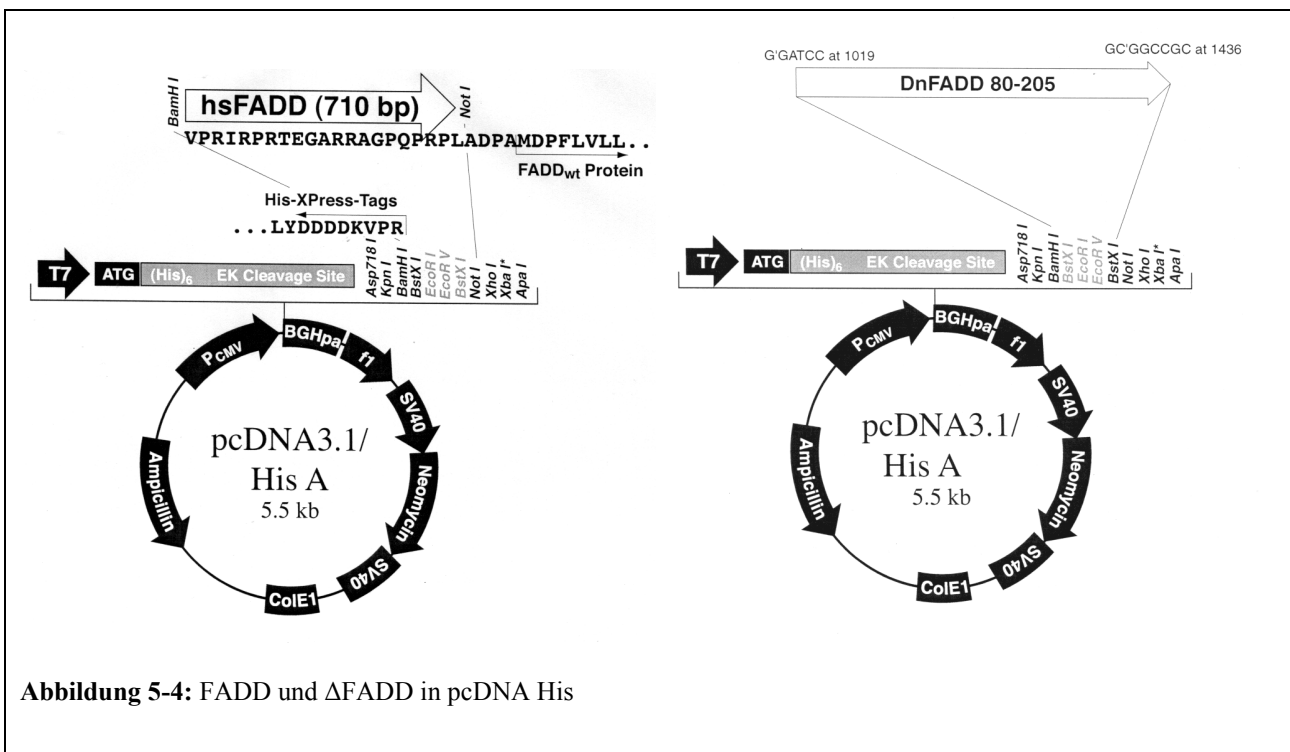 BamH I
hsFADD (710 bp)
Not I
VPRIRPRTEGARRAGPQPRPLADPAMDPFLVLL..
FADDwt Protein
His-XPress-Tags
...LYDDDDKVPR
T7
ATG
(His)6
EK Cleavage Site
Asp718 I
Kpn I
BamH I
BstX I
EcoR I
EcoR V
BstX I
Not I
Xho I
Xba I*
Apa I
PCMV
BGHpa
f1
SV40
Neomycin
SV40
ColE1
Ampicillin
pcDNA3.1/
His A
5.5 kb
G'GATCC at 1019
GC'GGCCGC at 1436
DnFADD 80-205
T7
ATG
(His)6
EK Cleavage Site
Asp718 I
Kpn I
BamH I
BstX I
EcoR I
EcoR V
BstX I
Not I
Xho I
Xba I*
Apa I
PCMV
BGHpa
f1
SV40
Neomycin
SV40
ColE1
Ampicillin
pcDNA3.1/
His A
5.5 kb
Abbildung 5-4: FADD und ΔFADD in pcDNA His